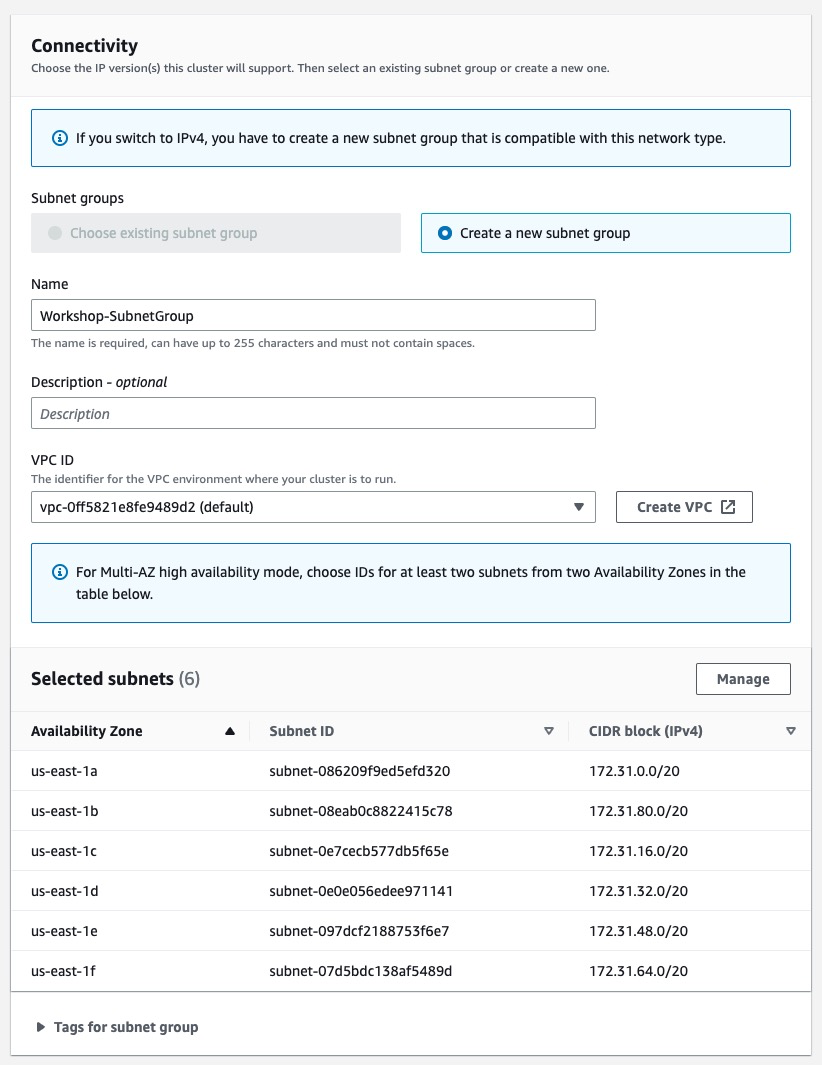 Connectivity
Choose the IP version(s) this cluster will support. Then select an existing subnet group or create a new one.
If you switch to IPv4, you have to create a new subnet group that is compatible with this network type.
Subnet groups
Choose existing subnet group
Create a new subnet group
Name
Workshop-SubnetGroup
The name is required, can have up to 255 characters and must not contain spaces.
Description - optional
Description
VPC ID
The identifier for the VPC environment where your cluster is to run.
vpc-0ff5821e8fe9489d2 (default)
Create VPC
For Multi-AZ high availability mode, choose IDs for at least two subnets from two Availability Zones in the
table below.
Selected subnets (6)
Manage
Availability Zone Subnet ID CIDR block (IPv4)
us-east-1a subnet-086209f9ed5efd320 172.31.0.0/20
us-east-1b subnet-08eab0c8822415c78 172.31.80.0/20
us-east-1c subnet-0e7cecb577db5f65e 172.31.16.0/20
us-east-1d subnet-0e0e056edee971141 172.31.32.0/20
us-east-1e subnet-097dcf2188753f6e7 172.31.48.0/20
us-east-1f subnet-07d5bdc138af5489d 172.31.64.0/20
Tags for subnet group